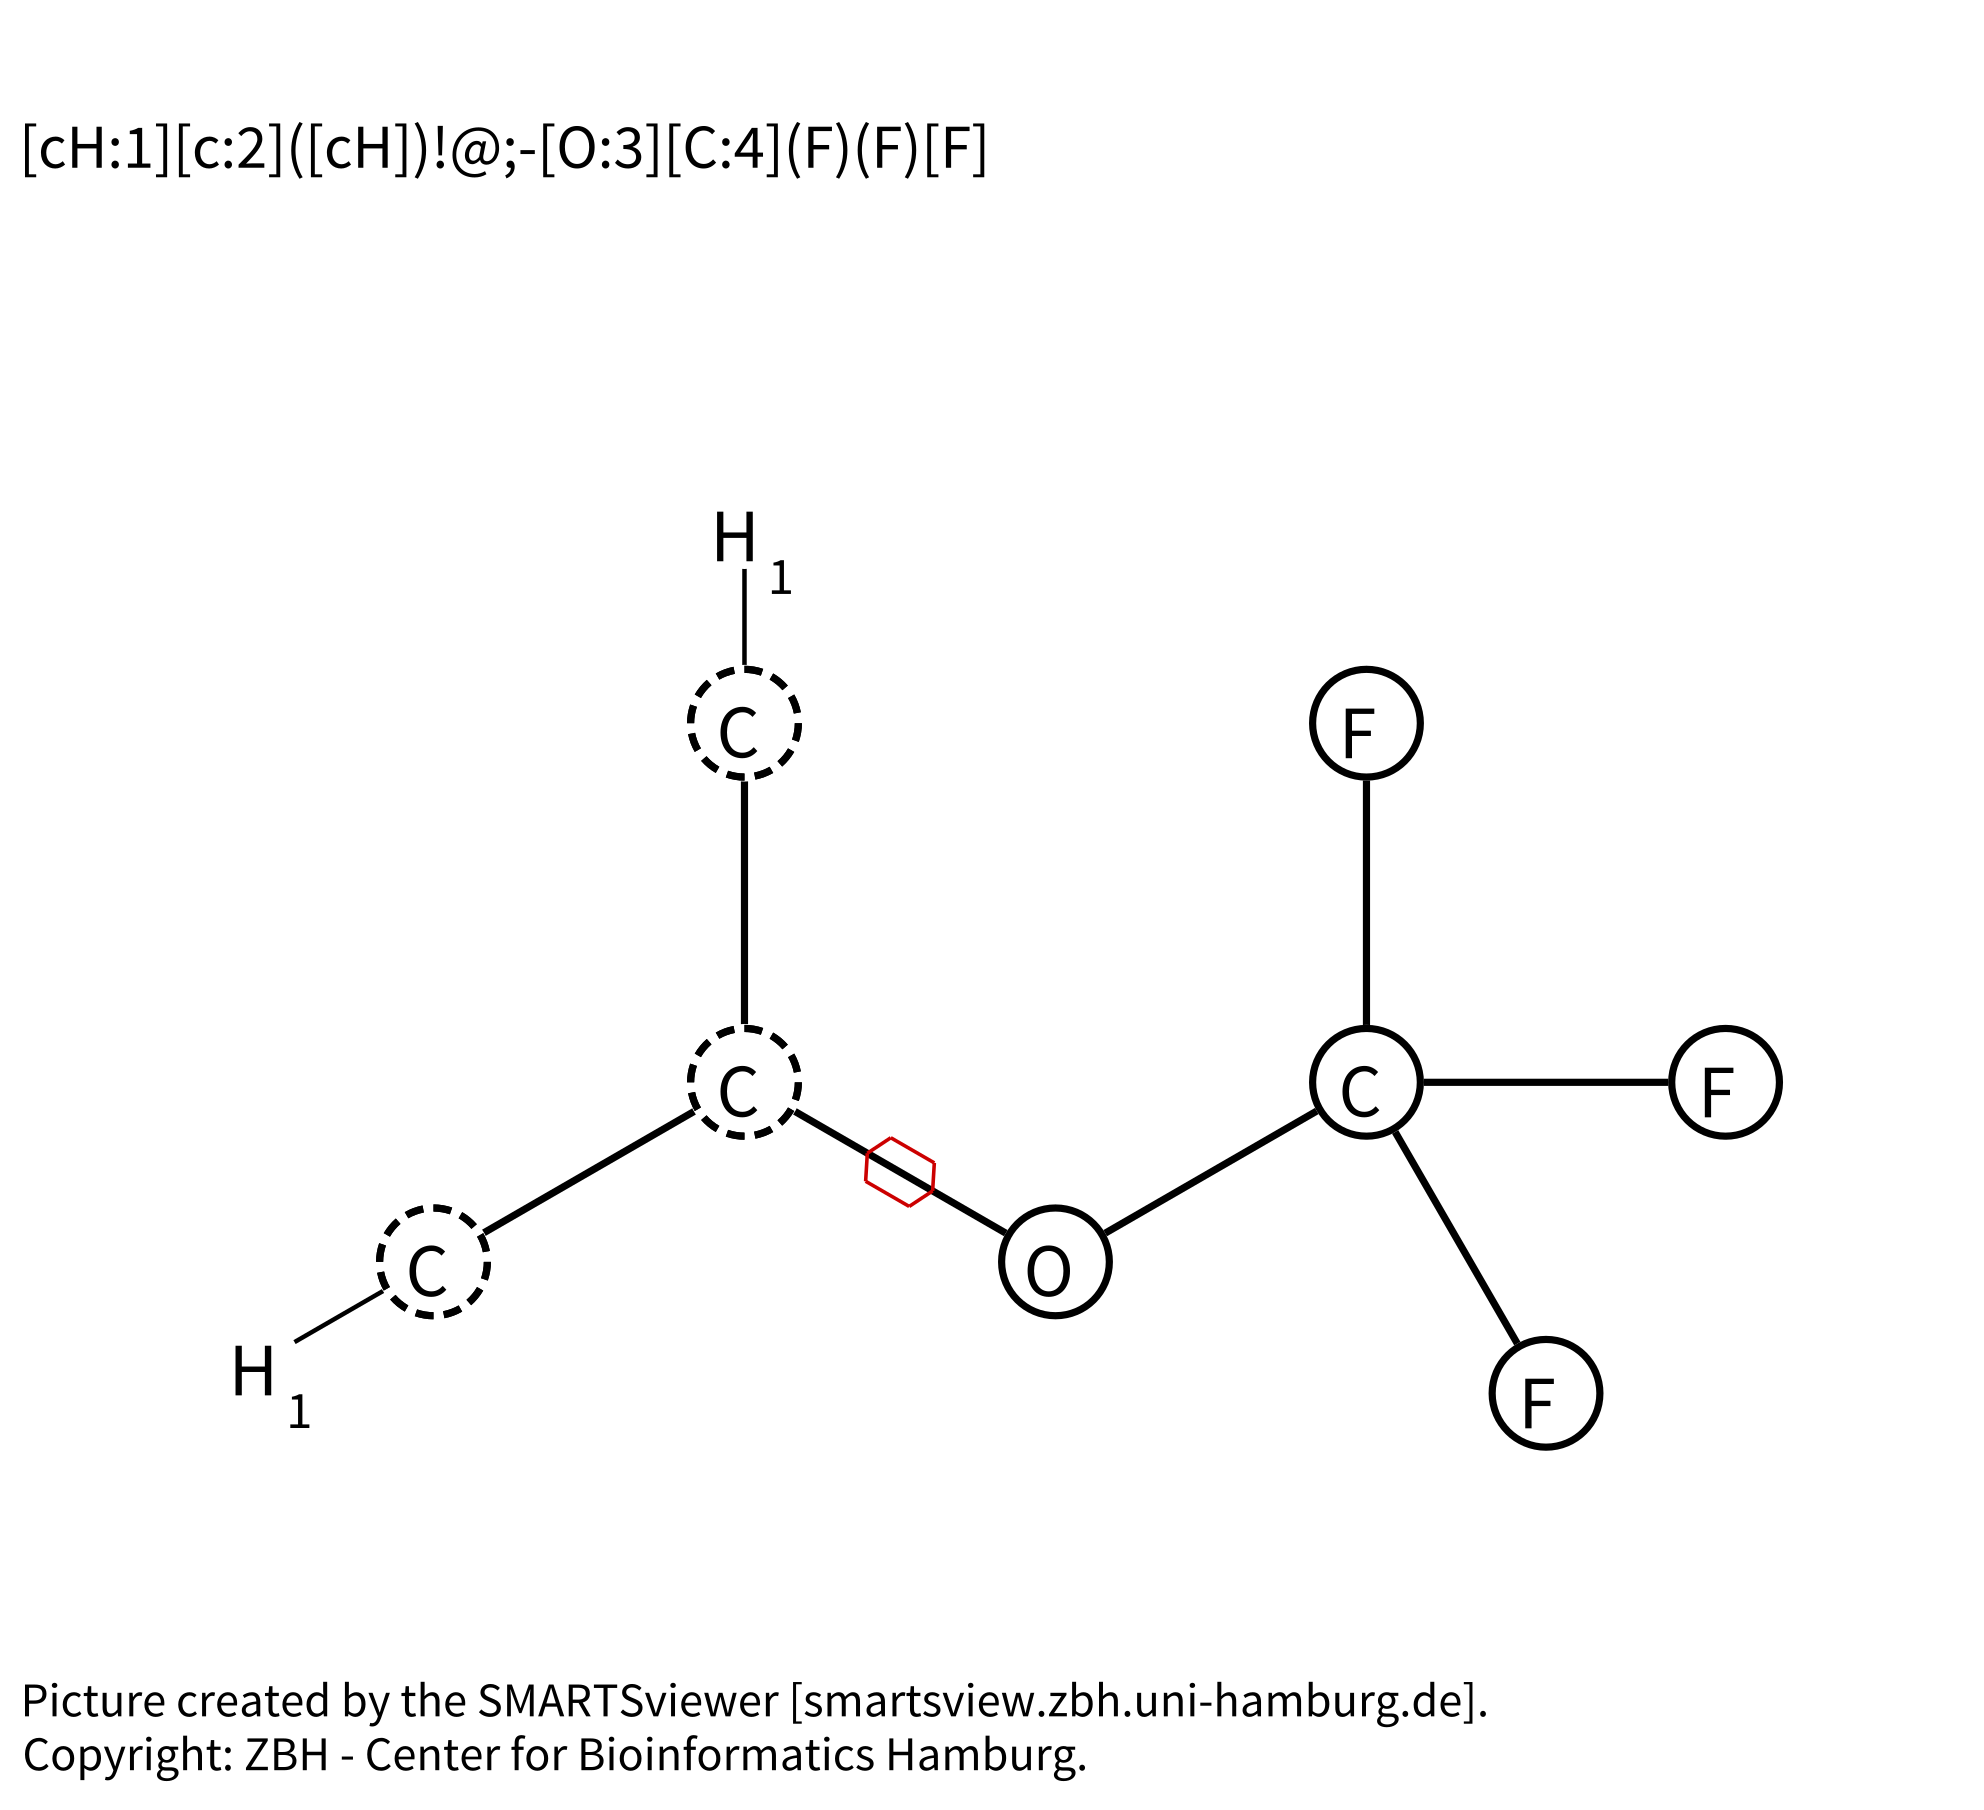 [cH:1][c:2]([cH])!@;-[O:3][C:4](F)(F)[F]
H 1
C
F
C
C
F
C
O
H 1
F
Picture created by the SMARTSviewer [smartsview.zbh.uni-hamburg.de].
Copyright: ZBH - Center for Bioinformatics Hamburg.